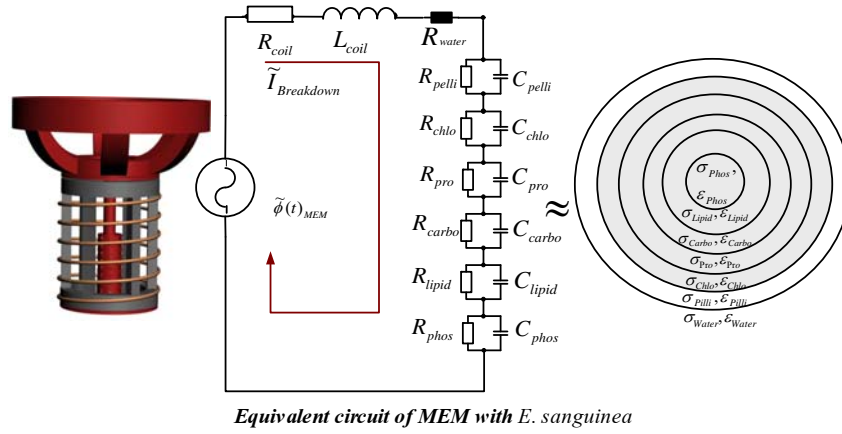 R_coil L_coil R_water
Ĩ_Breakdown
R_pelli C_pelli
R_chlo C_chlo
R_pro C_pro
R_carbo C_carbo
R_lipid C_lipid
R_phos C_phos
ϕ̃(t)_MEM
≈
σ_Phos,
ε_Phos
σ_Lipid, ε_Lipid
σ_Carbo, ε_Carbo
σ_Pro, ε_Pro
σ_Chlo, ε_Chlo
σ_Pilli, ε_Pilli
σ_Water, ε_Water
Equivalent circuit of MEM with E. sanguinea